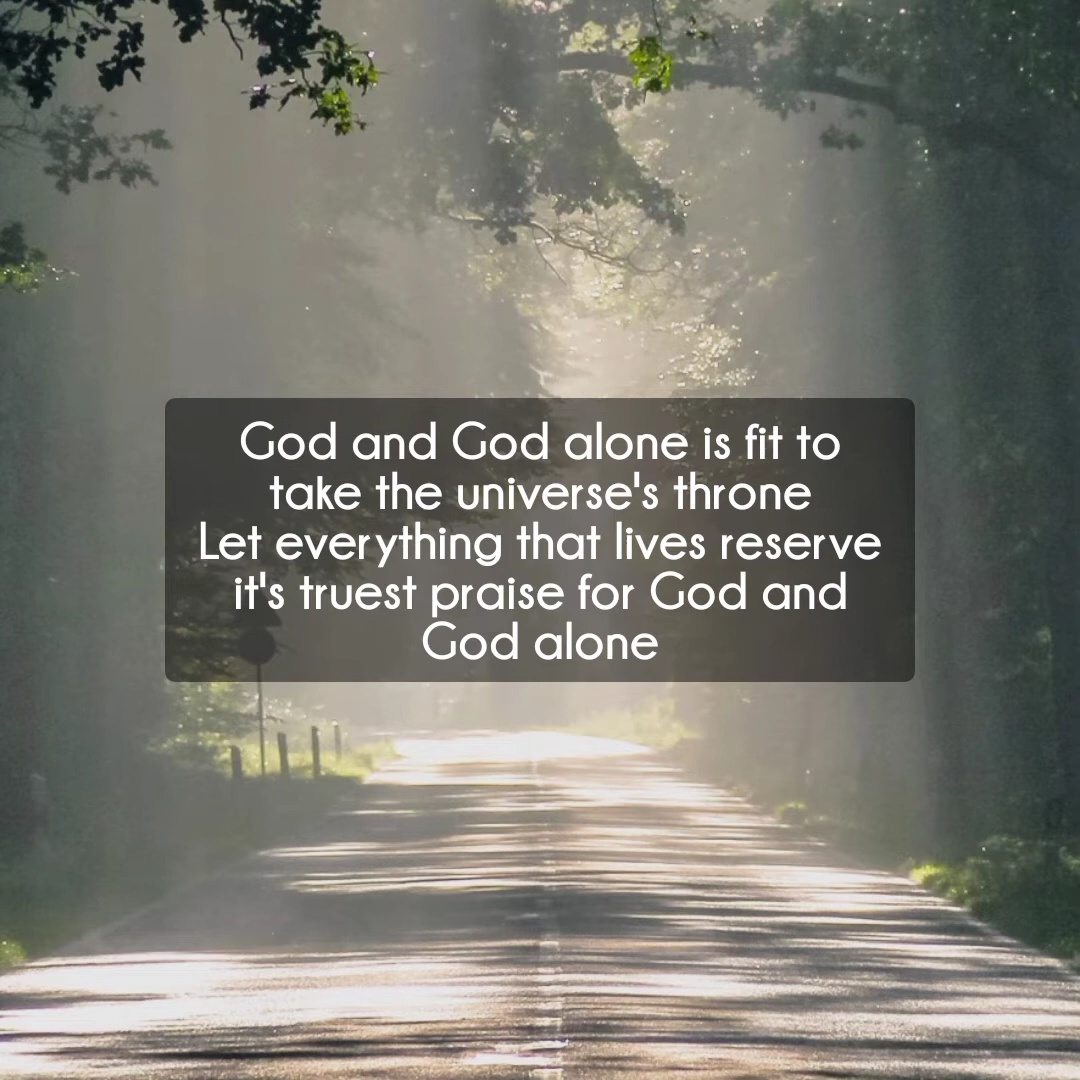 God and God alone is fit to
take the universe's throne
Let everything that lives reserve
it's truest praise for God and
God alone